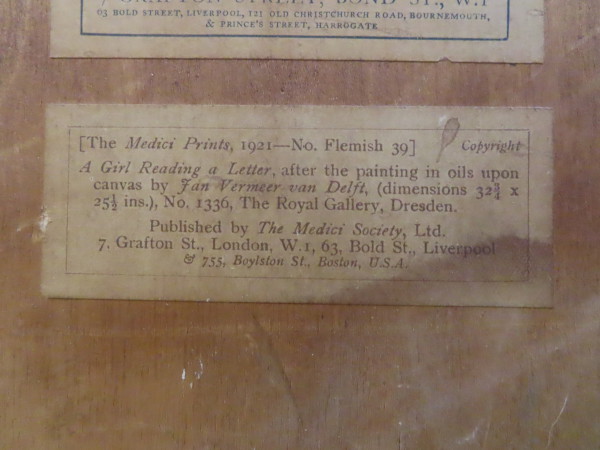 7 GRAFTON STREET, BOND ST., W.1
63 BOLD STREET, LIVERPOOL, 121 OLD CHRISTCHURCH ROAD, BOURNEMOUTH,
& PRINCE'S STREET, HARROGATE
[The Medici Prints, 1921—No. Flemish 39] Copyright
A Girl Reading a Letter, after the painting in oils upon
canvas by Jan Vermeer van Delft, (dimensions 32¾ x
25½ ins.), No. 1336, The Royal Gallery, Dresden.
Published by The Medici Society, Ltd.
7. Grafton St., London, W.1, 63, Bold St., Liverpool
& 755, Boylston St., Boston, U.S.A.